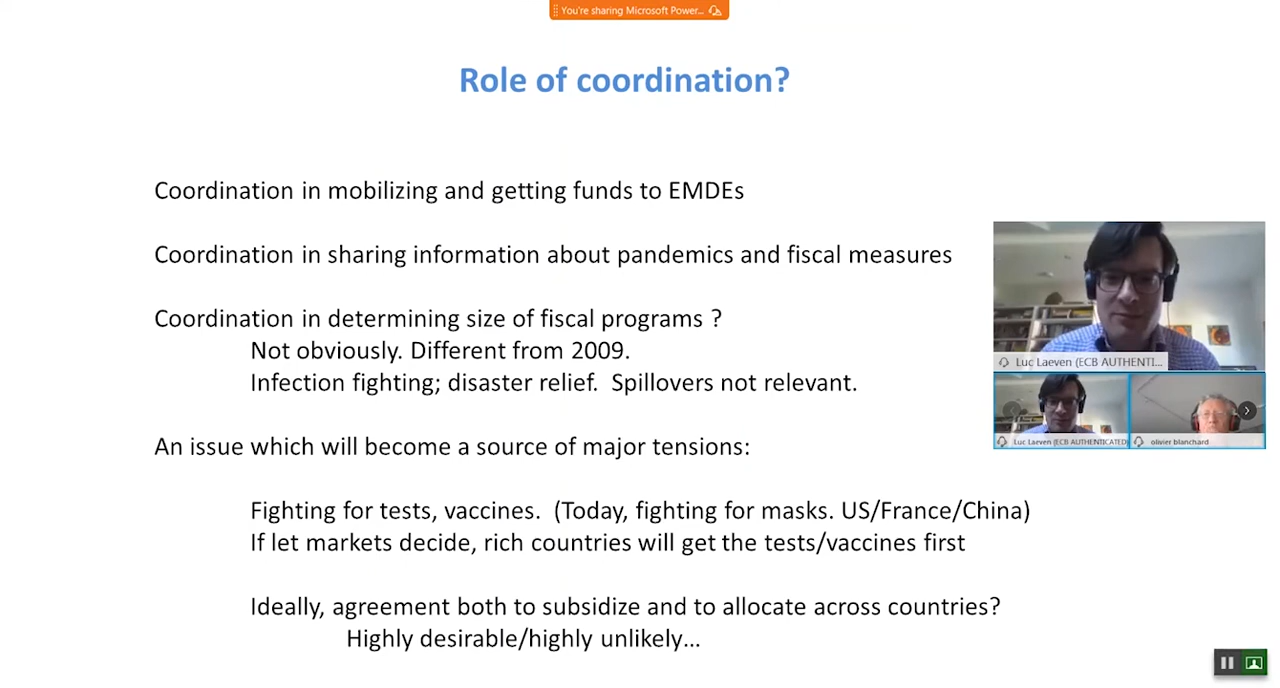 You're sharing Microsoft Power...
Role of coordination?
Coordination in mobilizing and getting funds to EMDEs
Coordination in sharing information about pandemics and fiscal measures
Coordination in determining size of fiscal programs ?
Not obviously. Different from 2009.
Infection fighting; disaster relief. Spillovers not relevant.
An issue which will become a source of major tensions:
Fighting for tests, vaccines. (Today, fighting for masks. US/France/China)
If let markets decide, rich countries will get the tests/vaccines first
Ideally, agreement both to subsidize and to allocate across countries?
Highly desirable/highly unlikely...
Luc Laeven (ECB AUTHENTI...
Luc Laeven (ECB AUTHENTICATED)
olivier blanchard